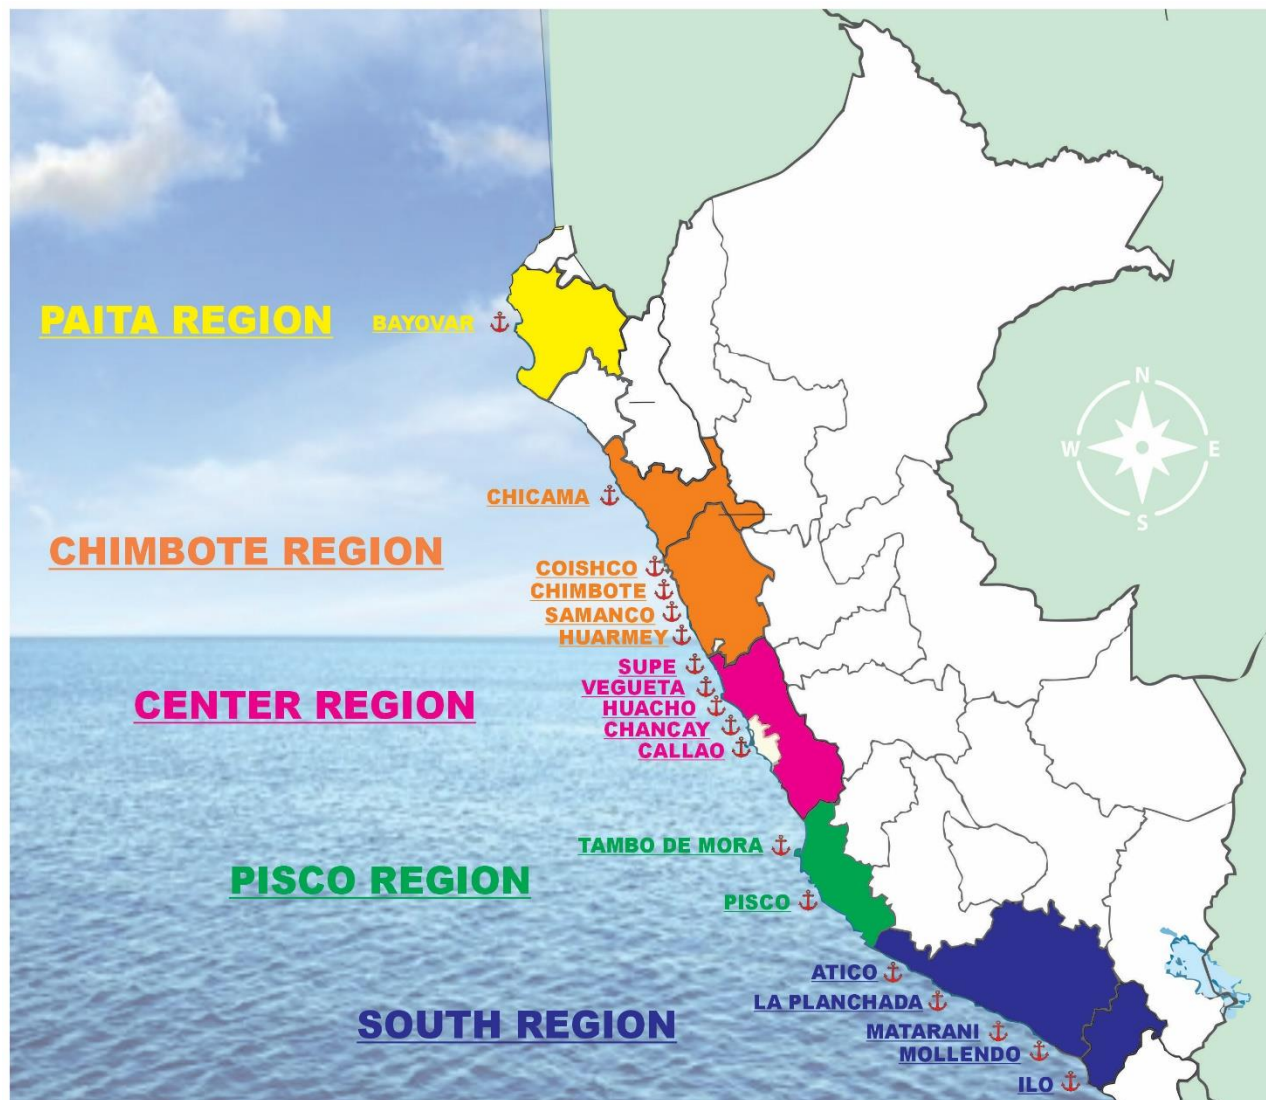 N
W
E
S
PAITA REGION
BAYOVAR
CHIMBOTE REGION
CHICAMA
COISHCO
CHIMBOTE
SAMANCO
HUARMEY
CENTER REGION
SUPE
VEGUETA
HUACHO
CHANCAY
CALLAO
PISCO REGION
TAMBO DE MORA
PISCO
SOUTH REGION
ATICO
LA PLANCHADA
MATARANI
MOLLENDO
ILO